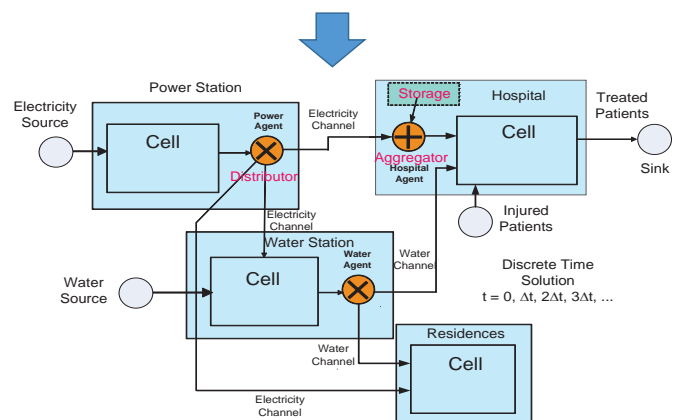 Power Station
Electricity
Source
Cell
Power
Agent
Distributor
Electricity
Channel
Storage
Hospital
Aggregator
Hospital
Agent
Cell
Treated
Patients
Sink
Injured
Patients
Electricity
Channel
Water Station
Water
Source
Cell
Water
Agent
Water
Channel
Discrete Time
Solution
t = 0, Δt, 2Δt, 3Δt, ...
Water
Channel
Residences
Cell
Electricity
Channel